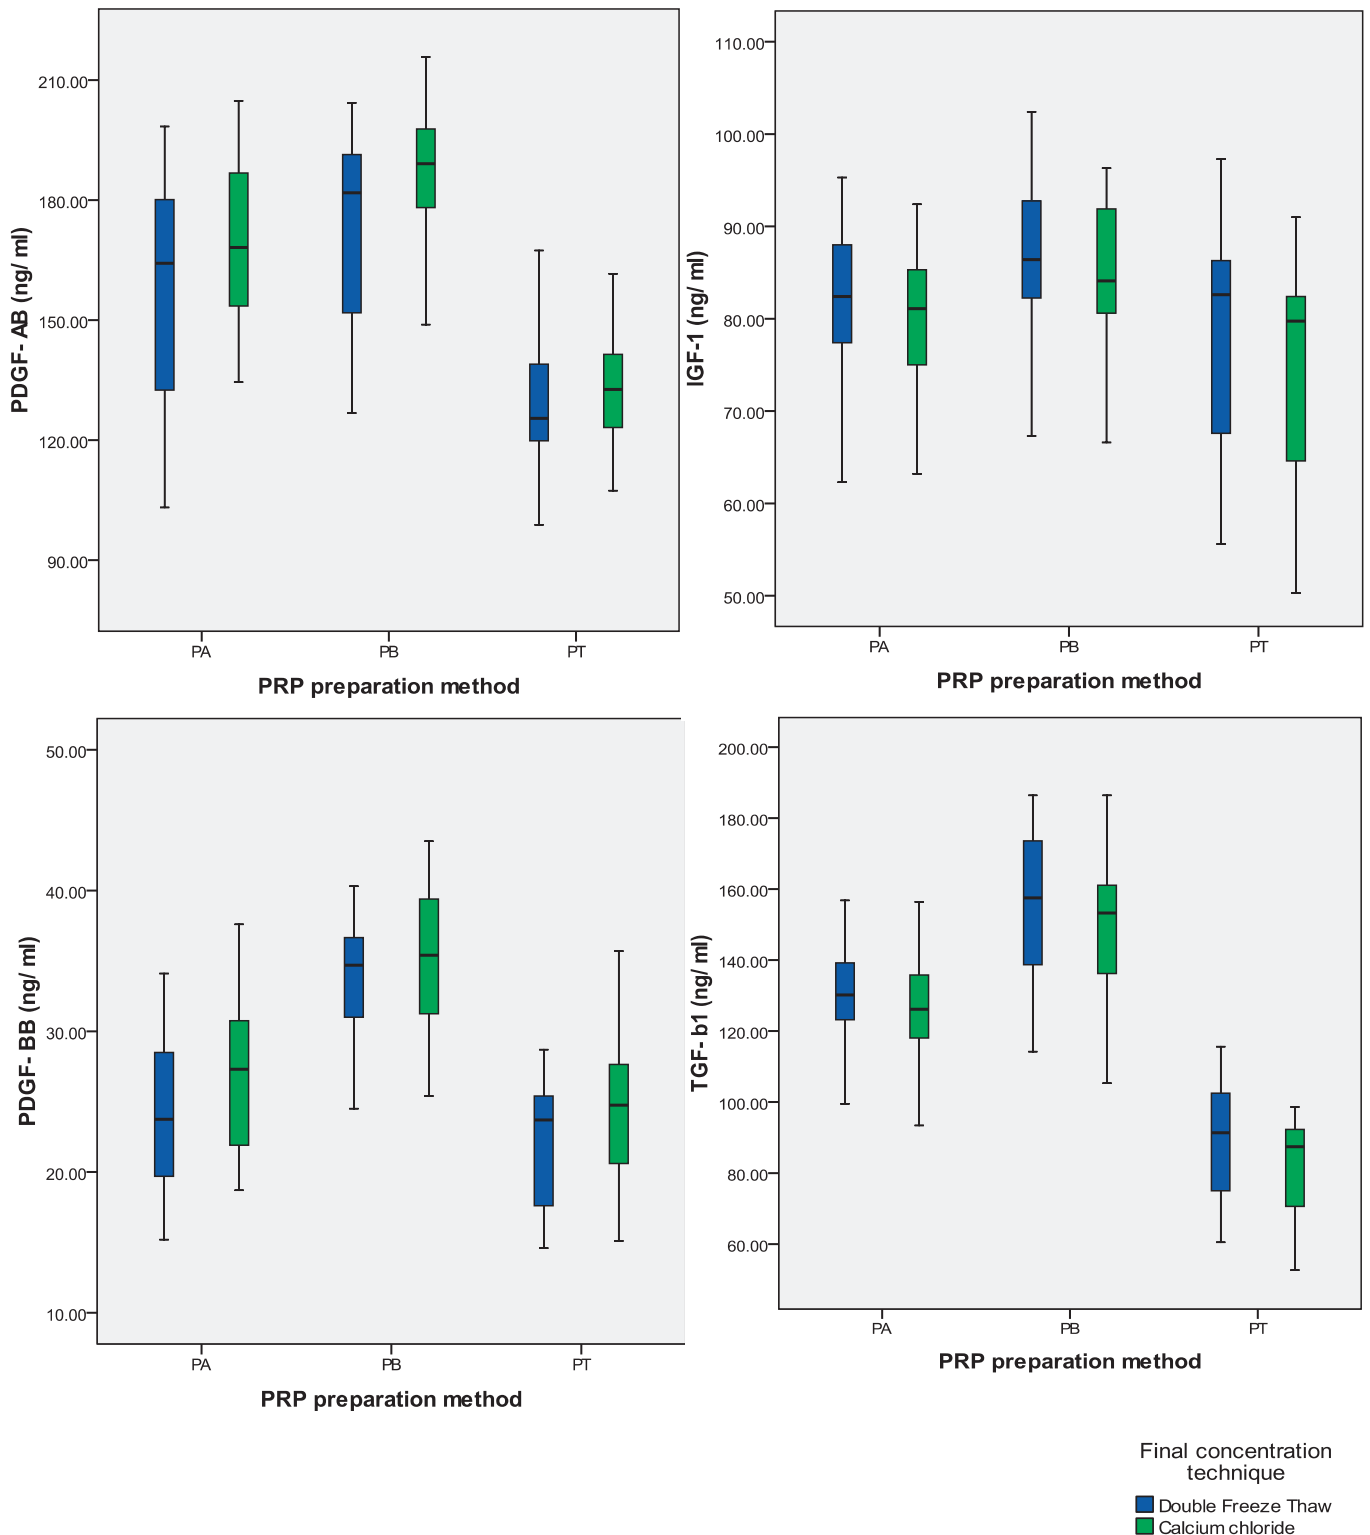 210.00
180.00
150.00
120.00
90.00
PDGF- AB (ng/ ml)
PA
PB
PT
PRP preparation method
110.00
100.00
90.00
80.00
70.00
60.00
50.00
IGF-1 (ng/ ml)
PA
PB
PT
PRP preparation method
50.00
40.00
30.00
20.00
10.00
PDGF- BB (ng/ ml)
PA
PB
PT
PRP preparation method
200.00
180.00
160.00
140.00
120.00
100.00
80.00
60.00
TGF- b1 (ng/ ml)
PA
PB
PT
PRP preparation method
Final concentration
technique
Double Freeze Thaw
Calcium chloride